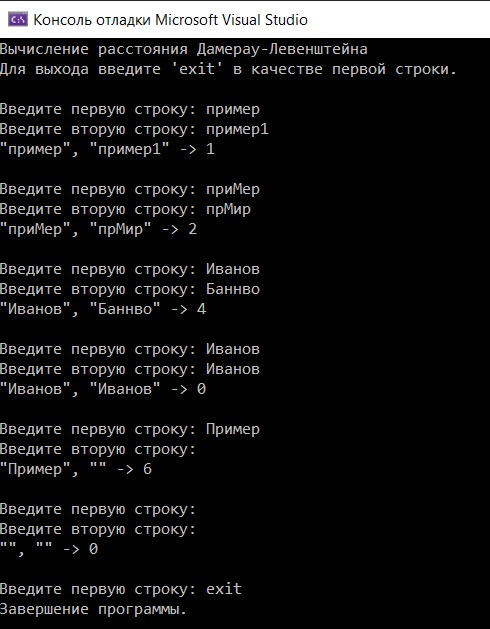 Консоль отладки Microsoft Visual Studio
Вычисление расстояния Дамерау-Левенштейна
Для выхода введите 'exit' в качестве первой строки.
Введите первую строку: пример
Введите вторую строку: пример1
"пример", "пример1" -> 1
Введите первую строку: приМер
Введите вторую строку: прМир
"приМер", "прМир" -> 2
Введите первую строку: Иванов
Введите вторую строку: Баннво
"Иванов", "Баннво" -> 4
Введите первую строку: Иванов
Введите вторую строку: Иванов
"Иванов", "Иванов" -> 0
Введите первую строку: Пример
Введите вторую строку:
"Пример", "" -> 6
Введите первую строку:
Введите вторую строку:
"", "" -> 0
Введите первую строку: exit
Завершение программы.